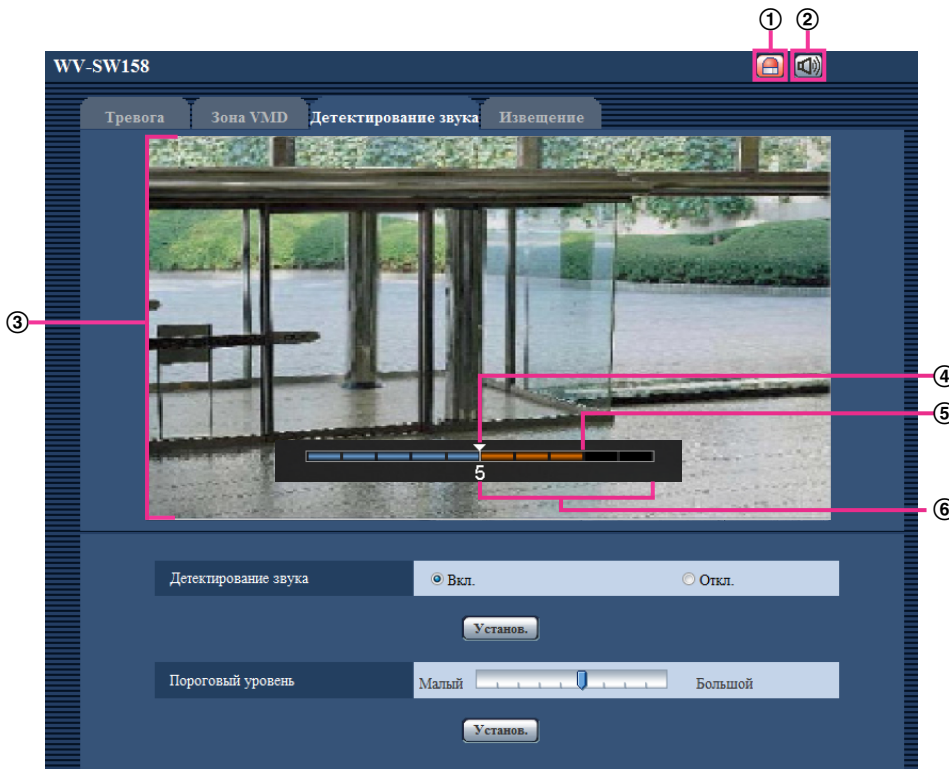 ① ②
WV-SW158
Тревога Зона VMD Детектирование звука Извещение
③
④
⑤
5
⑥
Детектирование звука Вкл. Откл.
Установ.
Пороговый уровень Малый Большой
Установ.